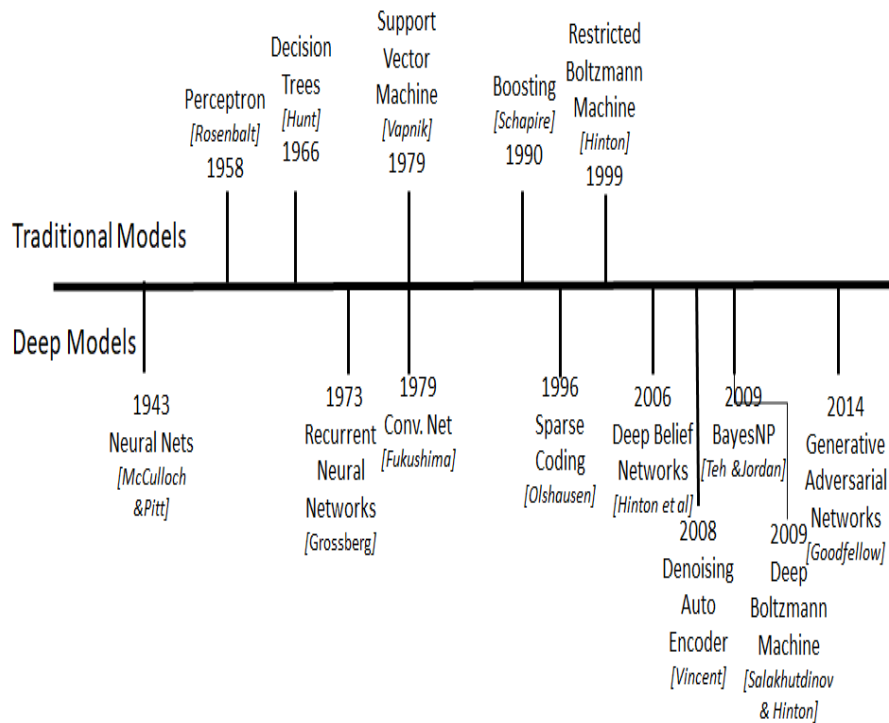 Perceptron
[Rosenbalt]
1958
Decision
Trees
[Hunt]
1966
Support
Vector
Machine
[Vapnik]
1979
Boosting
[Schapire]
1990
Restricted
Boltzmann
Machine
[Hinton]
1999
Traditional Models
Deep Models
1943
Neural Nets
[McCulloch
&Pitt]
1973
Recurrent
Neural
Networks
[Grossberg]
1979
Conv. Net
[Fukushima]
1996
Sparse
Coding
[Olshausen]
2006
Deep Belief
Networks
[Hinton et al]
2008
Denoising
Auto
Encoder
[Vincent]
2009
BayesNP
[Teh &Jordan]
2009
Deep
Boltzmann
Machine
[Salakhutdinov
& Hinton]
2014
Generative
Adversarial
Networks
[Goodfellow]